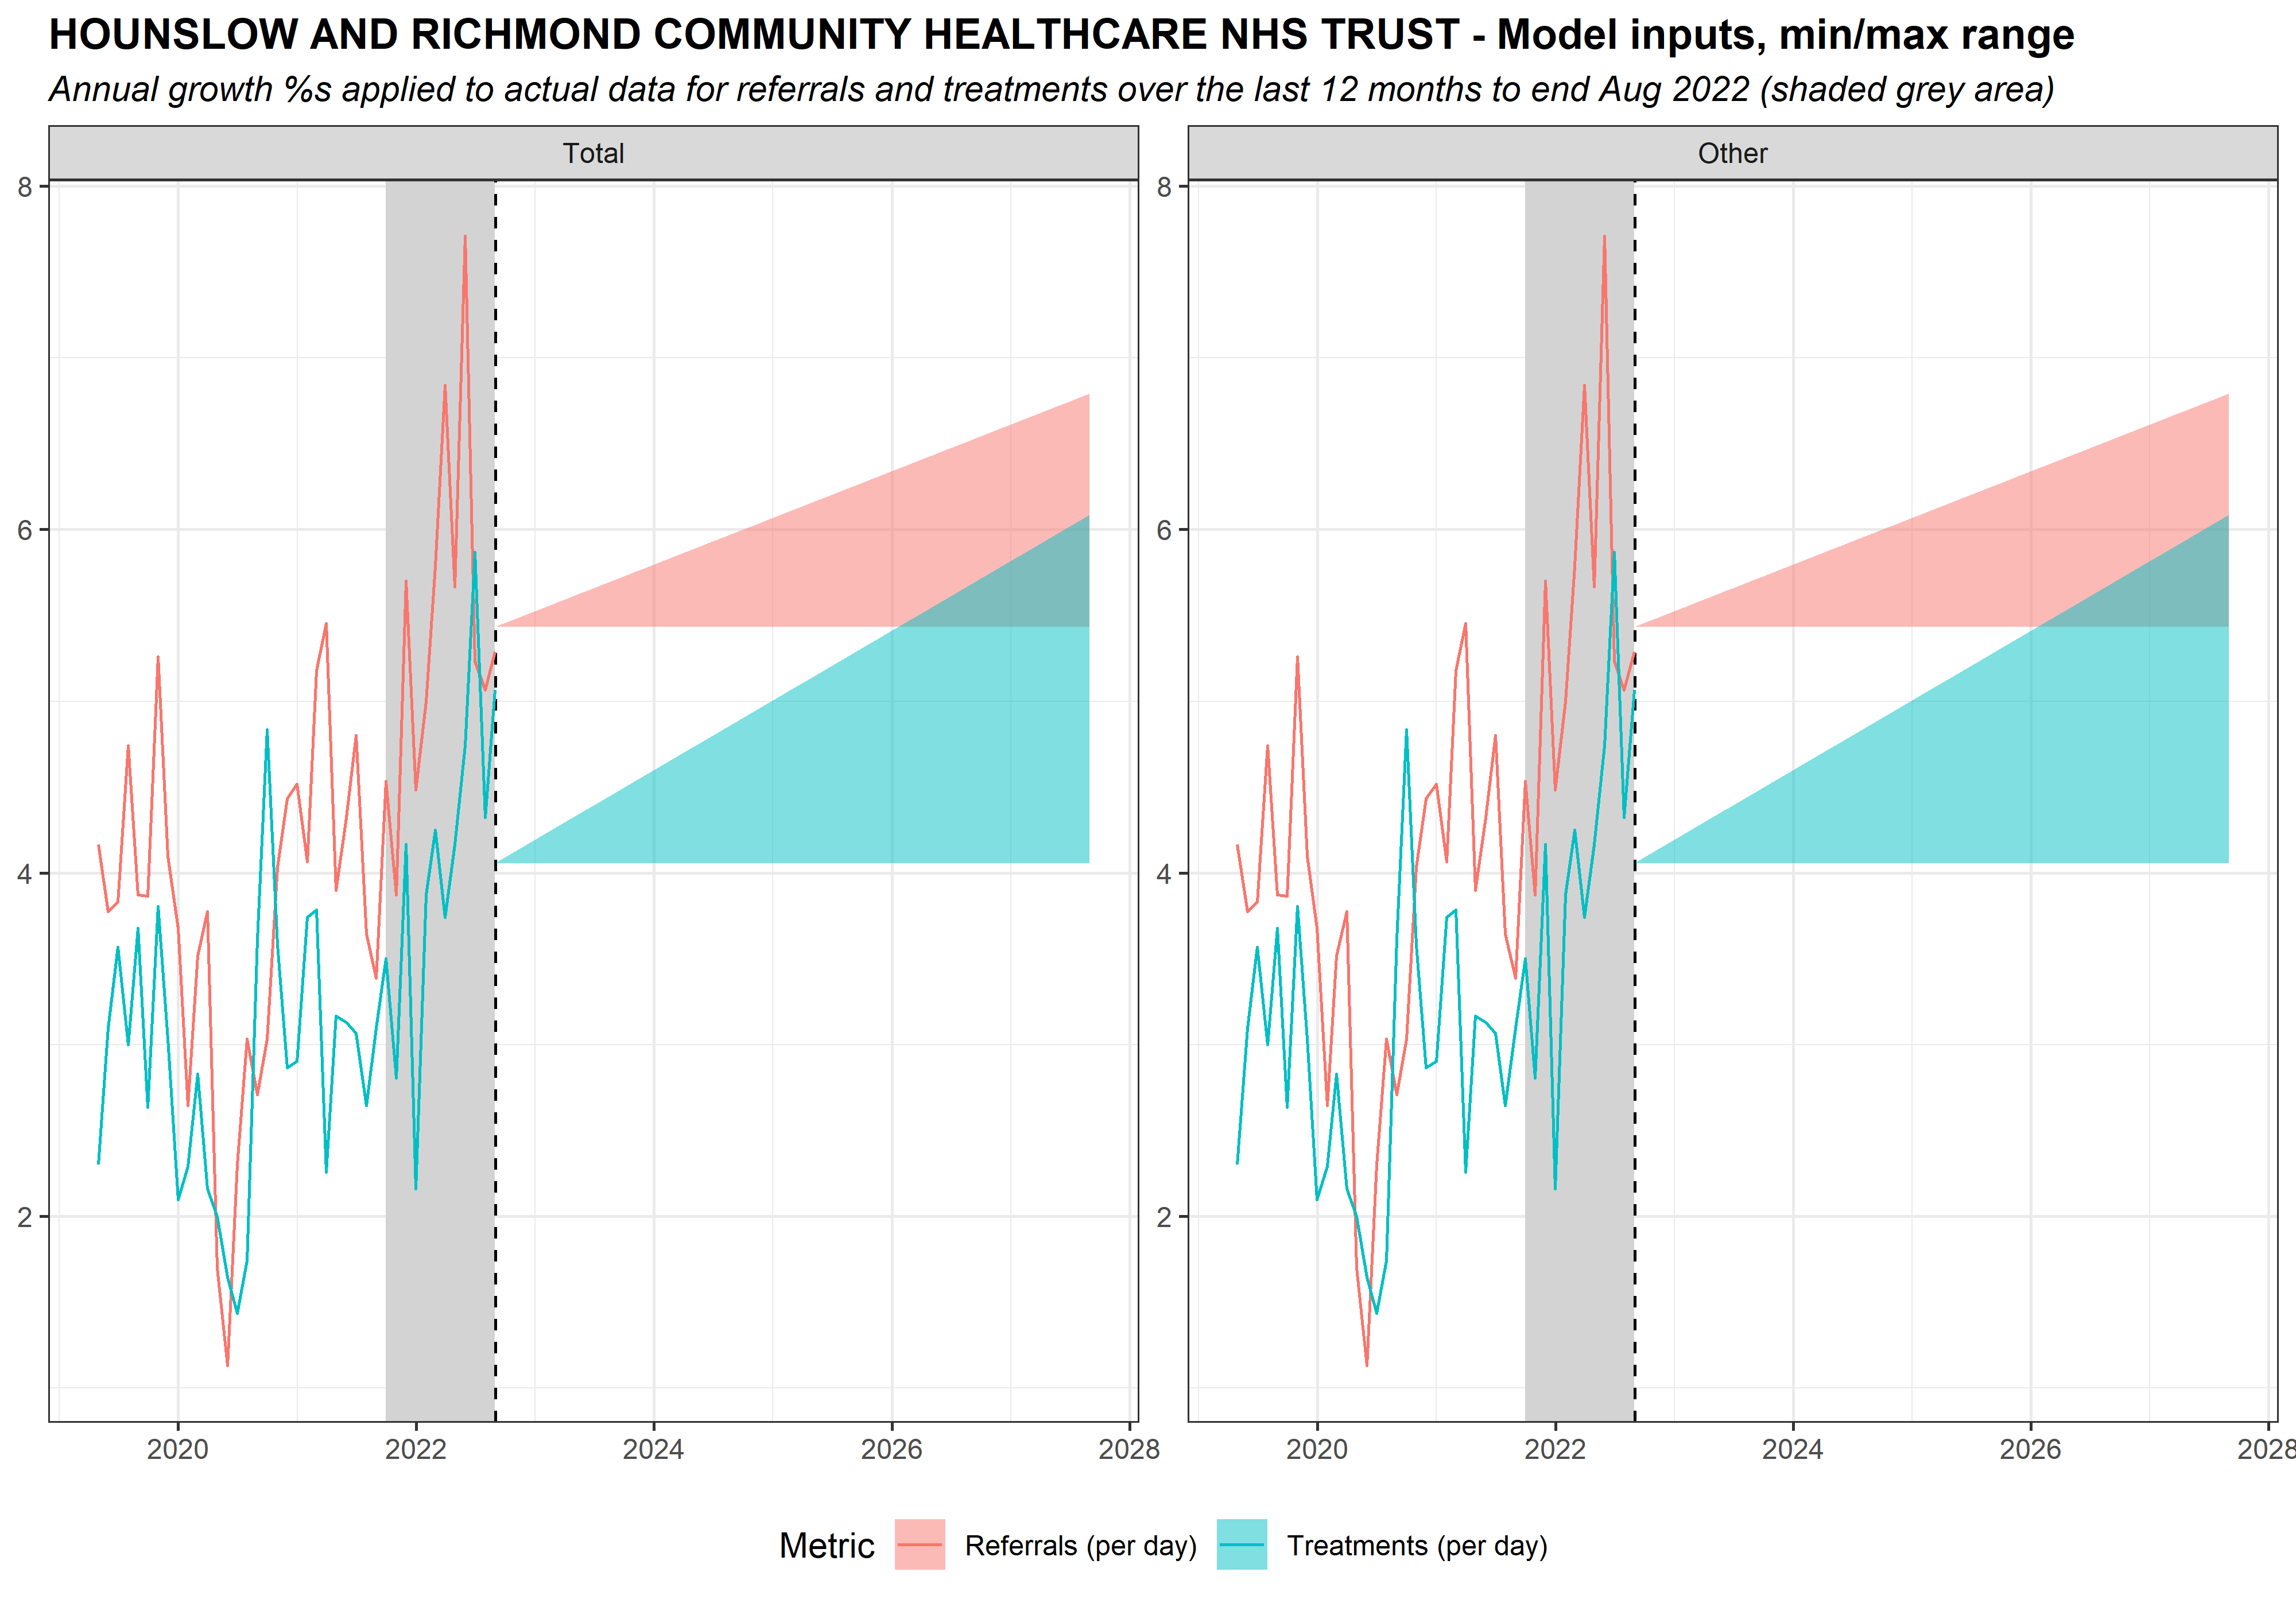 HOUNSLOW AND RICHMOND COMMUNITY HEALTHCARE NHS TRUST - Model inputs, min/max range
Annual growth %s applied to actual data for referrals and treatments over the last 12 months to end Aug 2022 (shaded grey area)
Total
Other
8
6
4
2
8
6
4
2
2020 2022 2024 2026 2028
2020 2022 2024 2026 2028
Metric Referrals (per day) Treatments (per day)